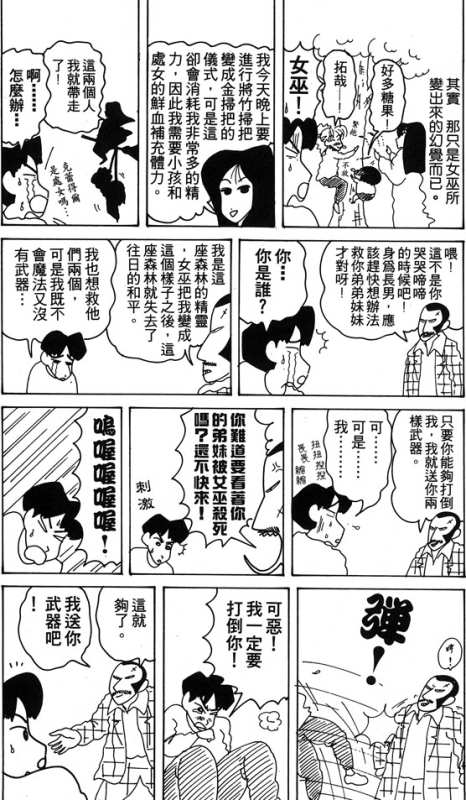 其實，那只是女巫所
變出來的幻覺而已。
好多糖果！
拓哉——
女巫！
我今天晚上要
進行將竹掃把
變成金掃把的
儀式，可是這
卻會消耗我非常多的精
力，因此我需要小孩和
處女的鮮血補充體力。
這兩個人
我就帶走
了！
克蕾得爾
是處女嗎…
啊……
怎麼辦…
喂！
這不是你
哭哭啼啼
的時候吧！
身為長男，應
該趕快想辦法
救你弟弟妹妹
才對呀！
你…
你是誰？
我是這
座森林的精靈
，女巫把我變成
這個樣子之後，這
座森林就失去了
往日的和平。
我也想救他
們兩個，
可是我既不
會魔法又沒
有武器…
只要你能夠打倒
我，我就送你兩
樣武器。
可……
可是……
我……
扭扭捏捏
畏畏縮縮
你難道要看著你
的弟妹被女巫殺死
嗎？還不快來！
刺激
嗚喔喔喔喔！
彈！
哼！
可惡！
我一定要
打倒你！
這就
夠了。
我送你
武器吧
！